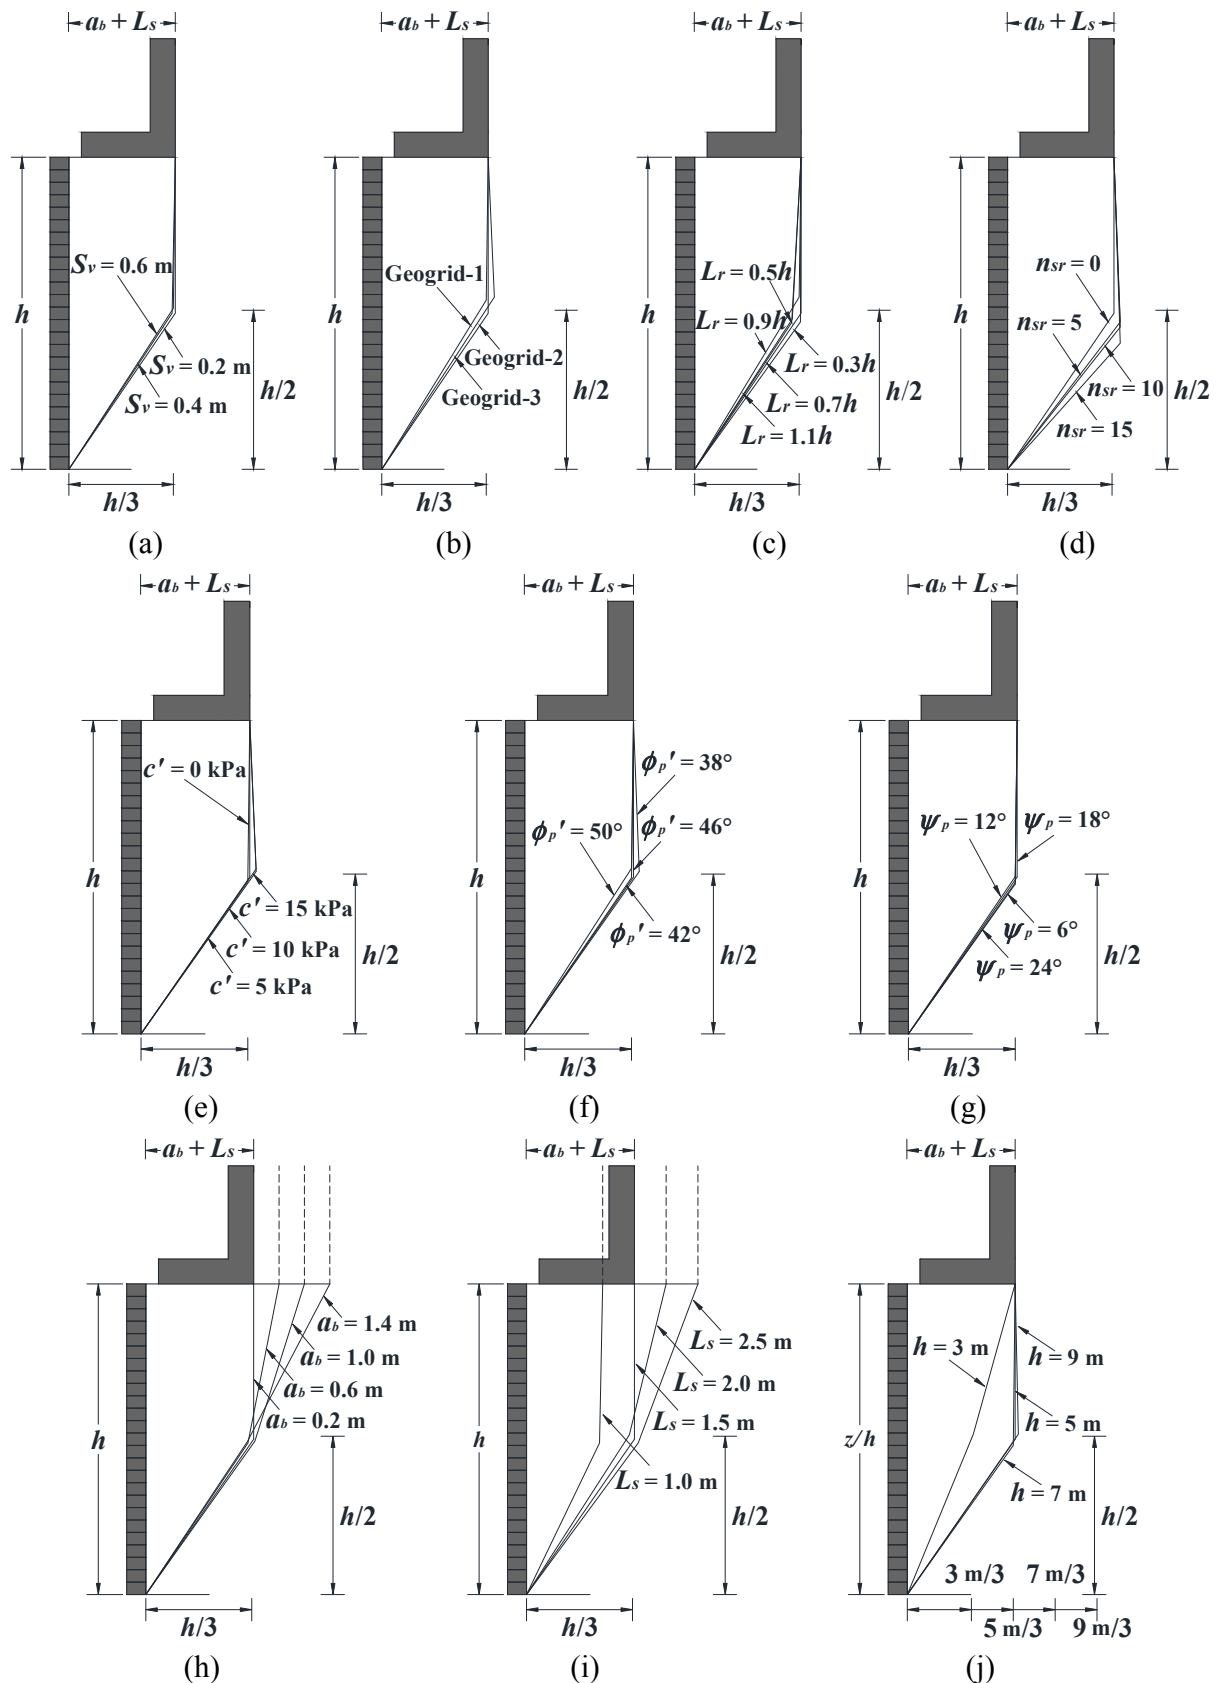 a_b + L_s
a_b + L_s
a_b + L_s
a_b + L_s
S_v = 0.6 m
S_v = 0.2 m
S_v = 0.4 m
h
h/2
h/3
(a)
Geogrid-1
Geogrid-2
Geogrid-3
h
h/2
h/3
(b)
L_r = 0.5h
L_r = 0.9h
L_r = 0.3h
L_r = 0.7h
L_r = 1.1h
h
h/2
h/3
(c)
n_sr = 0
n_sr = 5
n_sr = 10
n_sr = 15
h
h/2
h/3
(d)
a_b + L_s
a_b + L_s
a_b + L_s
c' = 0 kPa
c' = 15 kPa
c' = 10 kPa
c' = 5 kPa
h
h/2
h/3
(e)
ϕ_p' = 38°
ϕ_p' = 50°
ϕ_p' = 46°
ϕ_p' = 42°
h
h/2
h/3
(f)
ψ_p = 12°
ψ_p = 18°
ψ_p = 6°
ψ_p = 24°
h
h/2
h/3
(g)
a_b + L_s
a_b + L_s
a_b + L_s
a_b = 1.4 m
a_b = 1.0 m
a_b = 0.6 m
a_b = 0.2 m
h
h/2
h/3
(h)
L_s = 2.5 m
L_s = 2.0 m
L_s = 1.5 m
L_s = 1.0 m
h
h/2
h/3
(i)
h = 3 m
h = 9 m
h = 5 m
h = 7 m
z/h
h/2
3 m/3
7 m/3
5 m/3
9 m/3
(j)